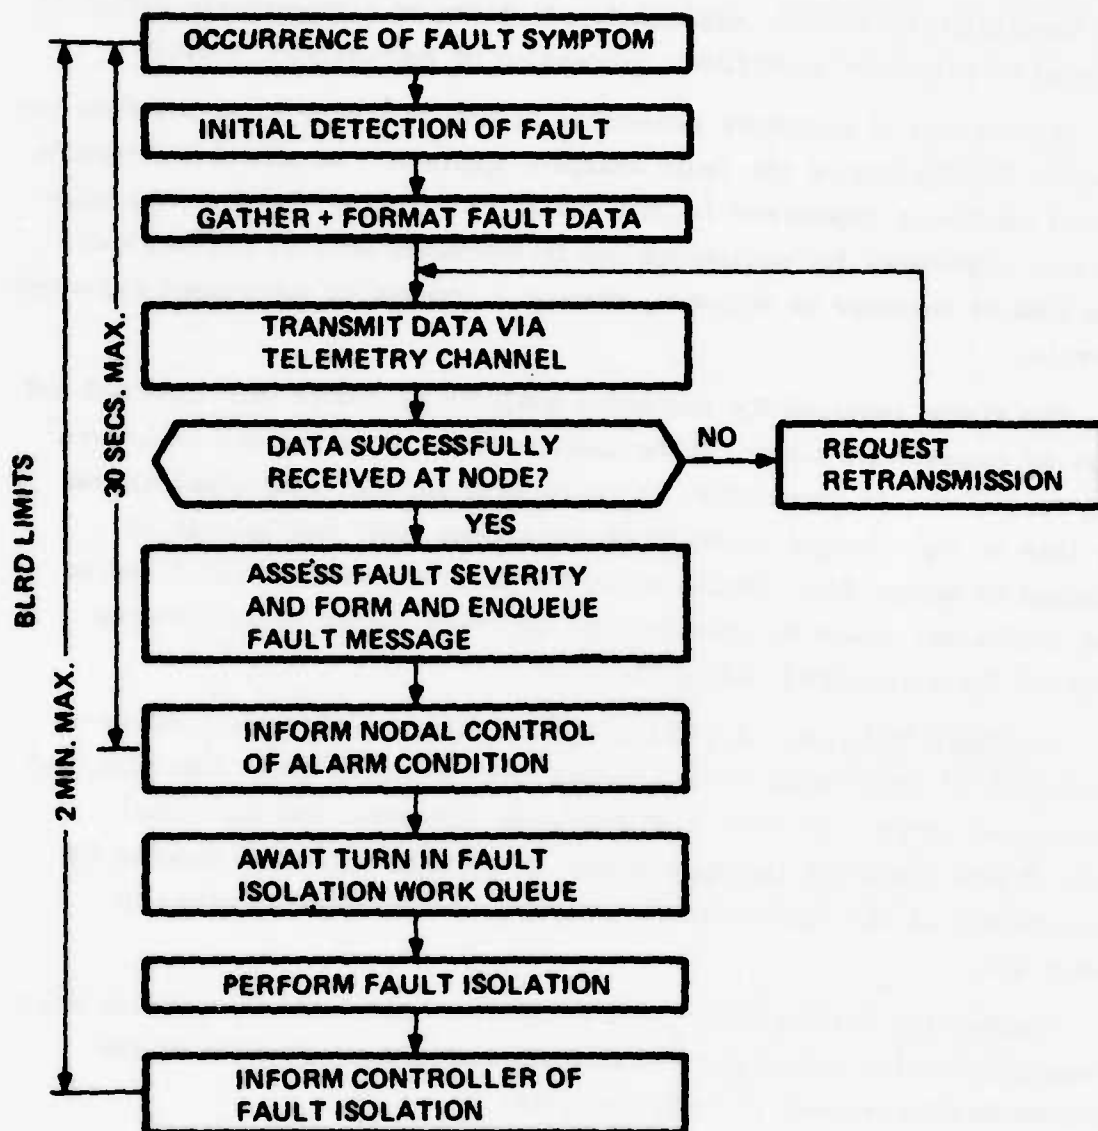 OCCURRENCE OF FAULT SYMPTOM
INITIAL DETECTION OF FAULT
GATHER + FORMAT FAULT DATA
TRANSMIT DATA VIA
TELEMETRY CHANNEL
DATA SUCCESSFULLY
RECEIVED AT NODE?
NO
REQUEST
RETRANSMISSION
YES
ASSESS FAULT SEVERITY
AND FORM AND ENQUEUE
FAULT MESSAGE
INFORM NODAL CONTROL
OF ALARM CONDITION
AWAIT TURN IN FAULT
ISOLATION WORK QUEUE
PERFORM FAULT ISOLATION
INFORM CONTROLLER OF
FAULT ISOLATION
BLRD LIMITS
2 MIN. MAX.
30 SECS. MAX.